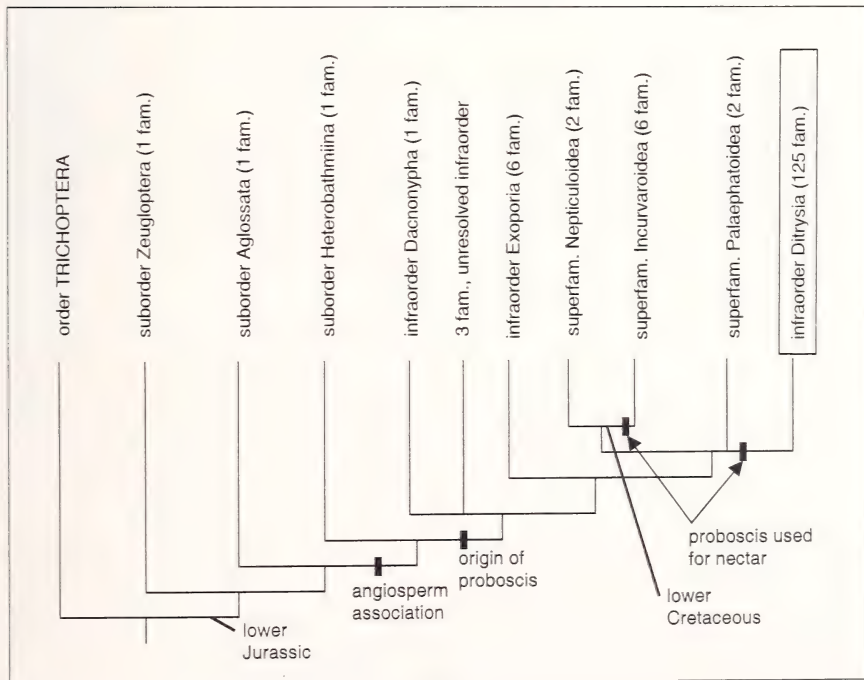 order TRICHOPTERA
suborder Zeugloptera (1 fam.)
suborder Aglossata (1 fam.)
suborder Heterobathmiina (1 fam.)
infraorder Dacnonypha (1 fam.)
3 fam., unresolved infraorder
infraorder Exoporia (6 fam.)
superfam. Nepticuloidea (2 fam.)
superfam. Incurvaroidea (6 fam.)
superfam. Palaephatoidea (2 fam.)
infraorder Ditrysia (125 fam.)
proboscis used
for nectar
origin of
proboscis
angiosperm
association
lower
Cretaceous
lower
Jurassic